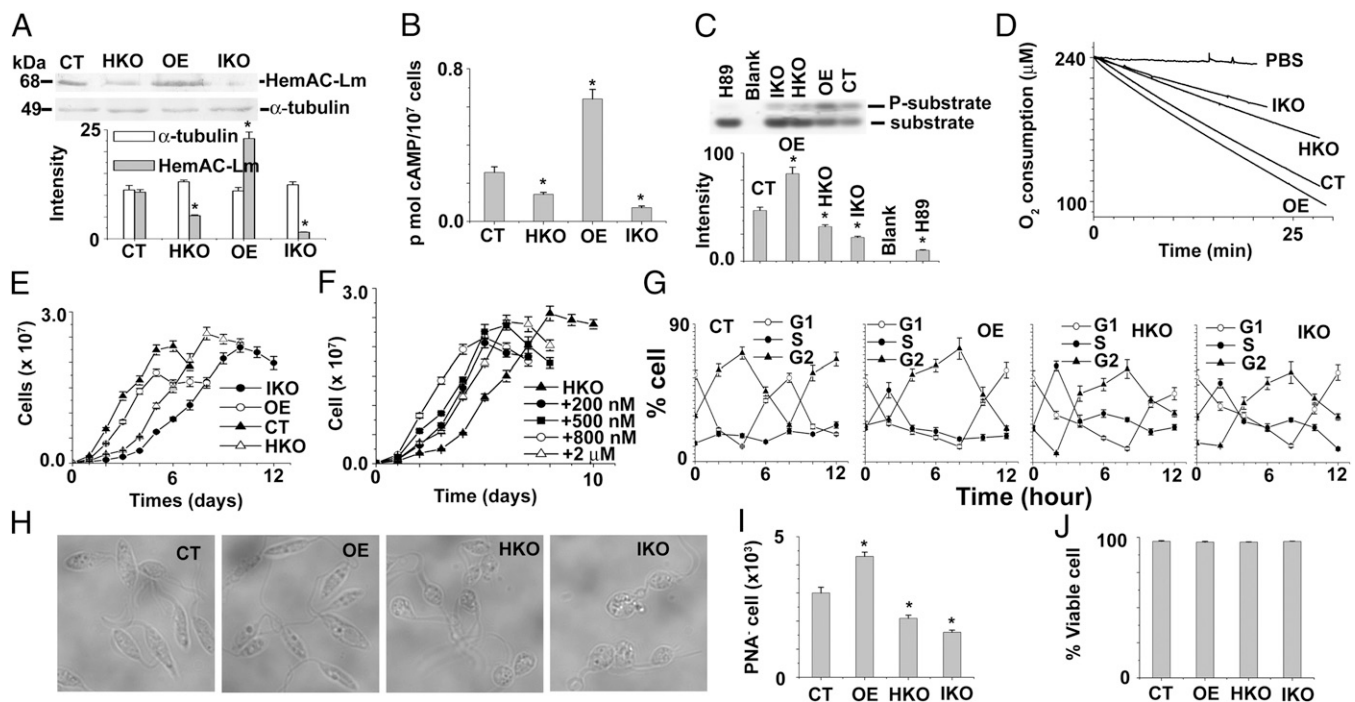 A
kDa CT HKO OE IKO
68 HemAC-Lm
49 α-tubulin
25
α-tubulin
HemAC-Lm
*
*
*
Intensity
0
CT HKO OE IKO
B
0.8
*
*
*
p mol cAMP/10⁷ cells
0.0
CT HKO OE IKO
C
H89 Blank IKO HKO OE CT
P-substrate
substrate
100
CT OE * * HKO * IKO Blank * H89
Intensity
0.0
D
240
PBS
IKO
HKO
CT
OE
O₂ consumption (μM)
100
0 25
Time (min)
E
3.0
Cells (x 10⁷)
IKO
OE
CT
HKO
0.0
0 6 12
Times (days)
F
3.0
Cell (x 10⁷)
HKO
+200 nM
+500 nM
+800 nM
+2 μM
0.0
0 5 10
Time (days)
G
90
% cell
0
CT G1
S
G2
G1 OE
S
G2
G1 HKO
S
G2
G1 IKO
S
G2
0 6 12 0 6 12 0 6 12 0 6 12
Time (hour)
H
CT OE HKO IKO
I
5
*
*
*
PNA⁻ cell (x10³)
0
CT OE HKO IKO
J
100
% Viable cell
0
CT OE HKO IKO